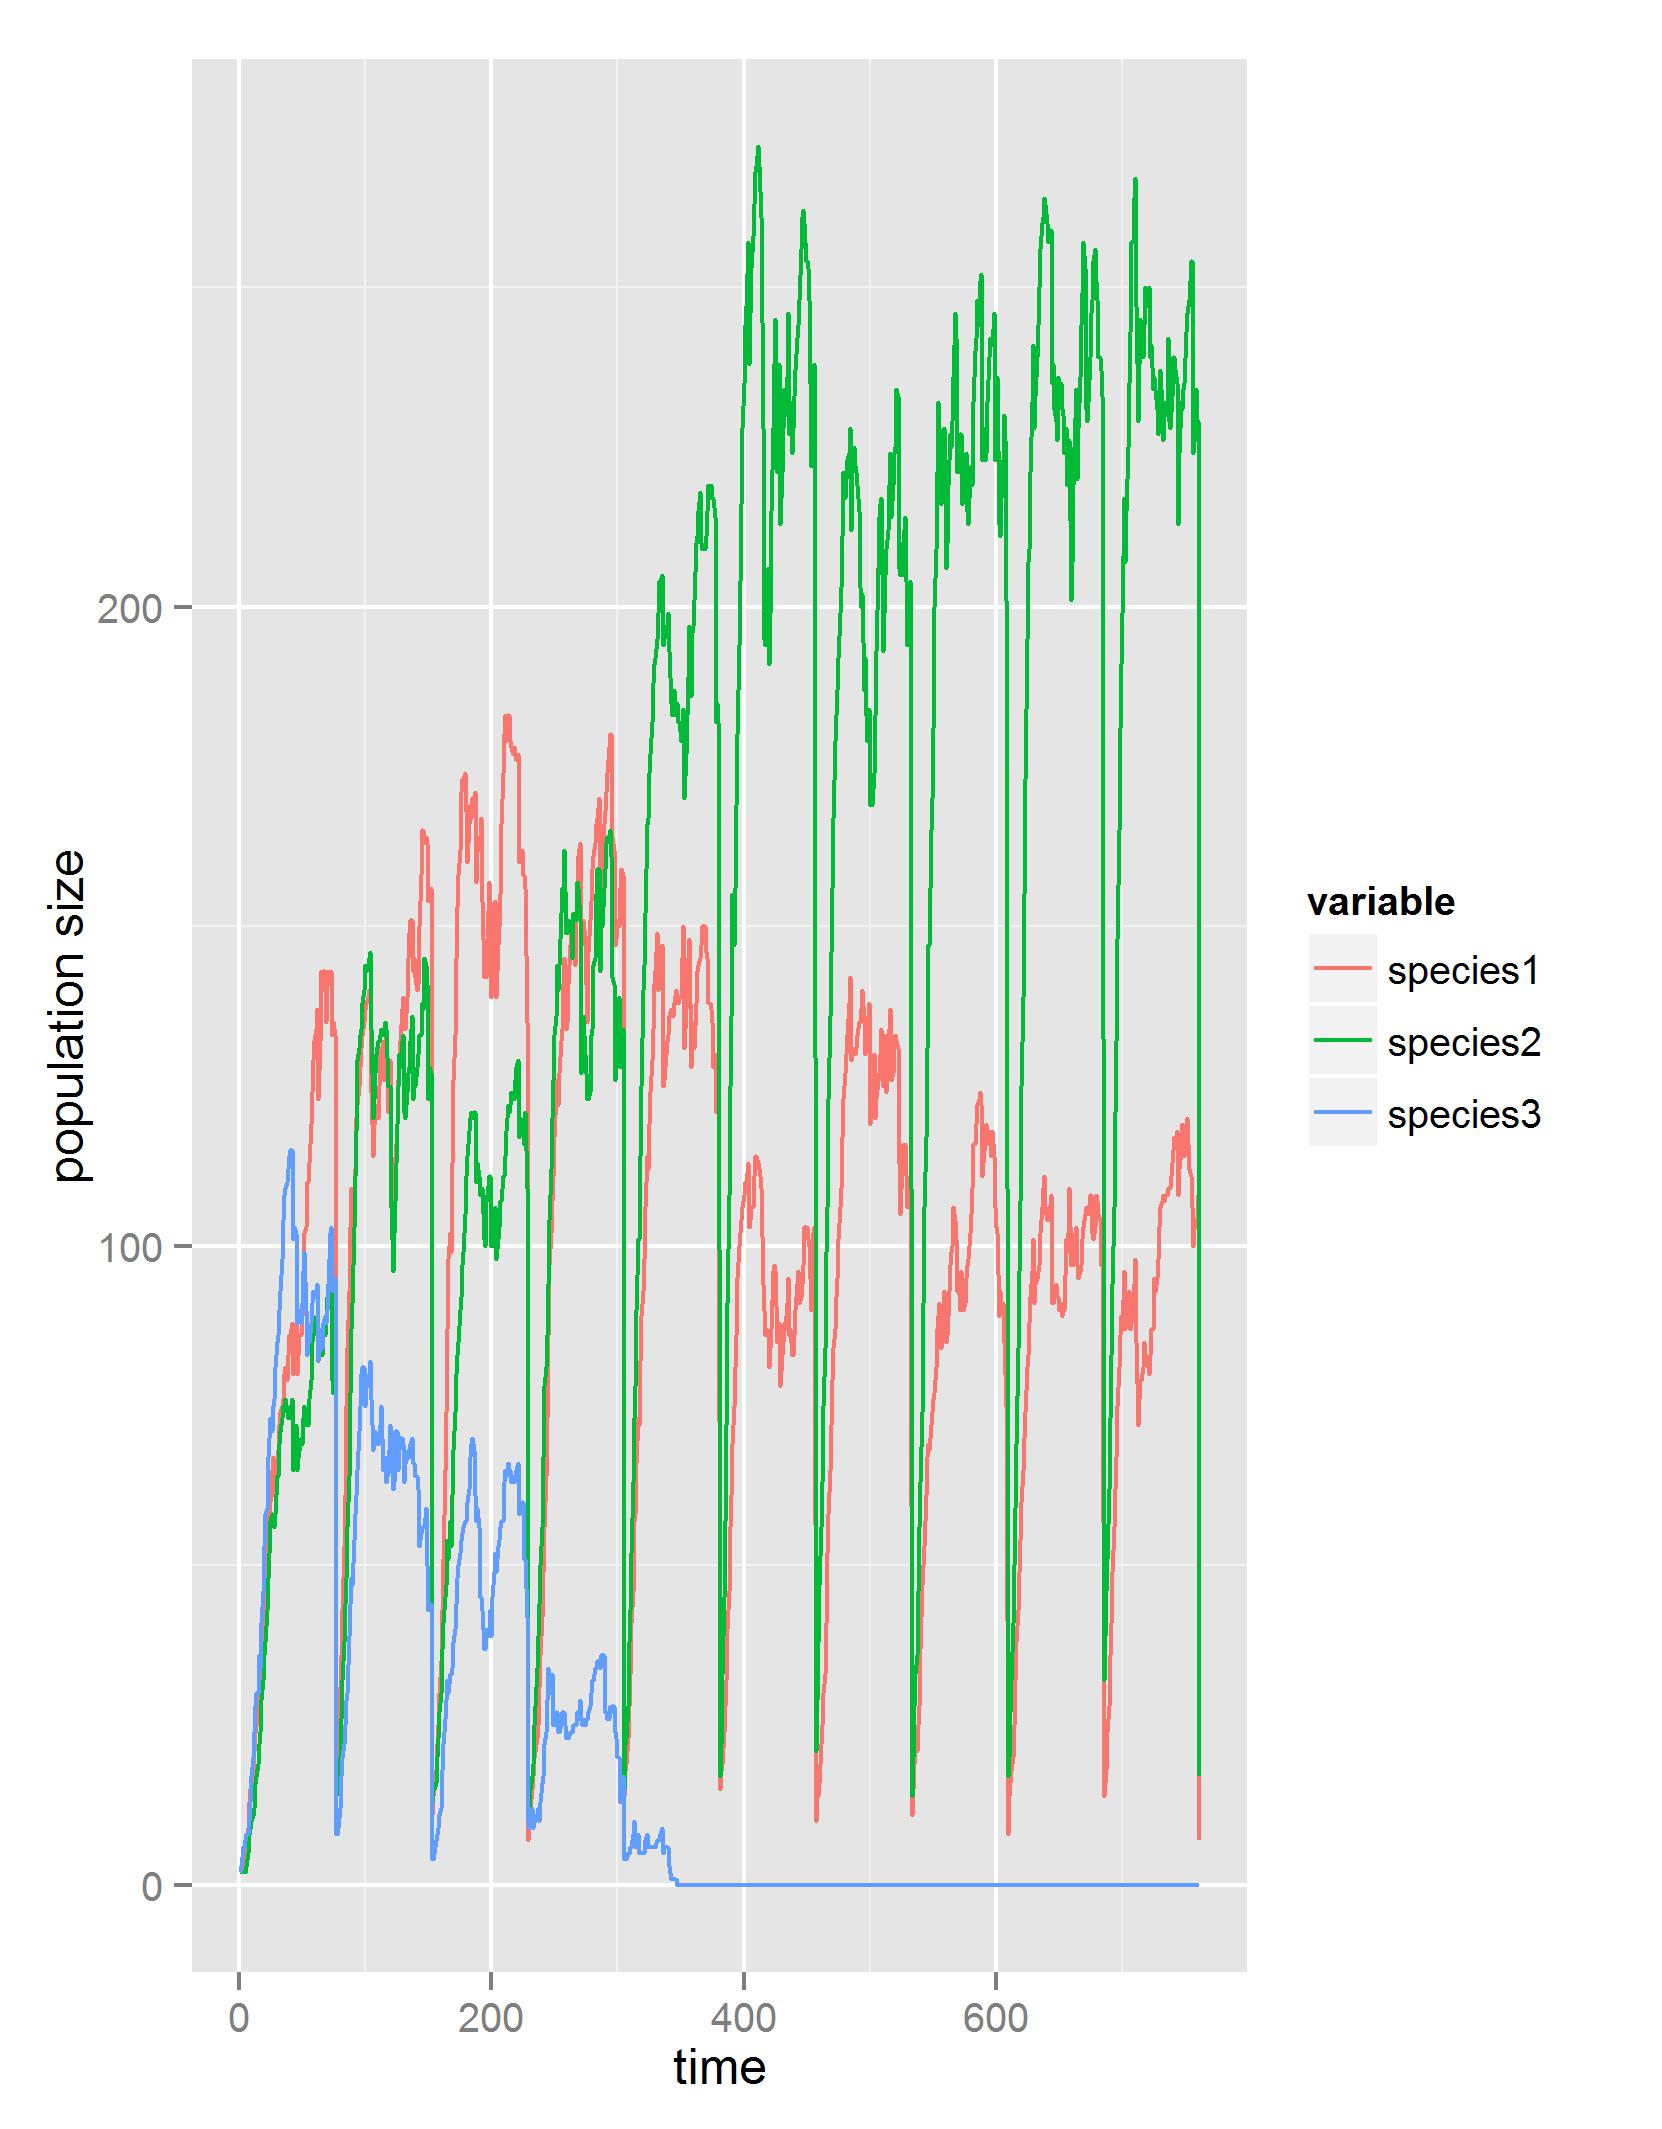 population size
200
100
0
0 200 400 600
time
variable
species1
species2
species3